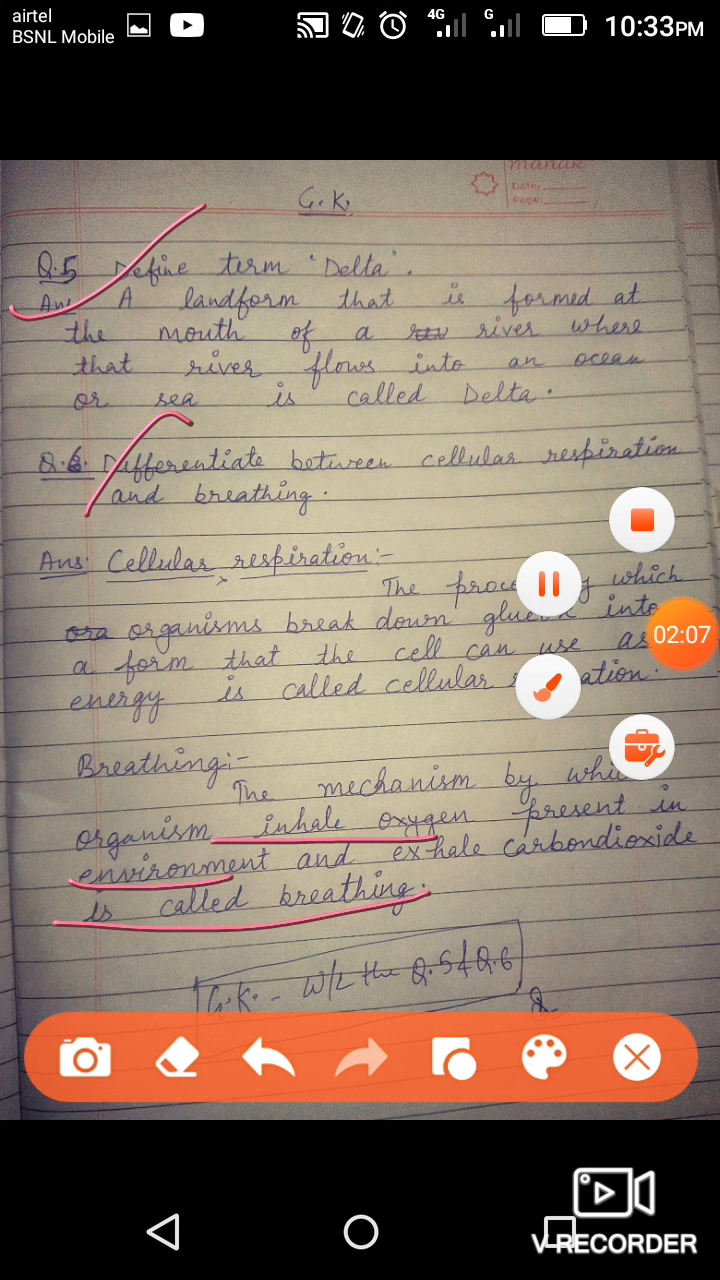 airtel
BSNL Mobile
4G
G
10:33PM
manak
Date:
Page:
G.K.
Q.5 Define term 'Delta'.
Ans A landform that is formed at
the mouth of a river where
that river flows into an ocean
or sea is called Delta.
Q.6. Differentiate between cellular respiration
and breathing.
Ans: Cellular respiration:-
The which
ora organisms break down into
a form that the cell can use as
energy is called cellular
Breathing:-
The mechanism by
organism inhale oxygen present in
environment and exhale carbondioxide
is called breathing.
G.K. - W/L the Q.5 & Q.6
02:07
V RECORDER